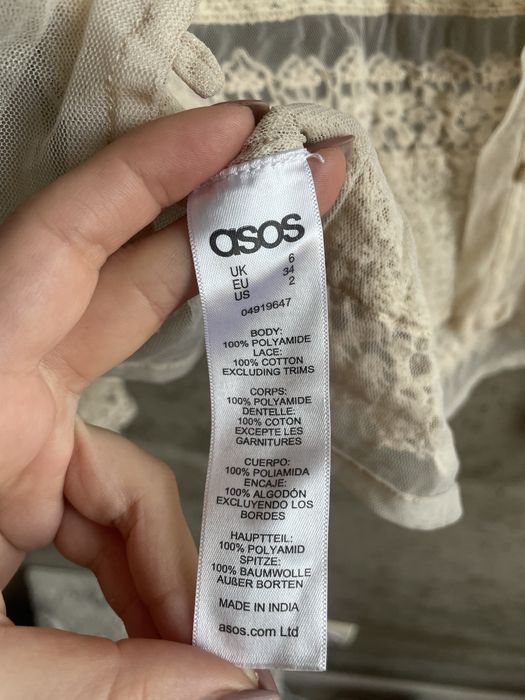 asos
UK 6
EU 34
US 2
04919647
BODY:
100% POLYAMIDE
LACE:
100% COTTON
EXCLUDING TRIMS
CORPS:
100% POLYAMIDE
DENTELLE:
100% COTON
EXCEPTE LES
GARNITURES
CUERPO:
100% POLIAMIDA
ENCAJE:
100% ALGODÓN
EXCLUYENDO LOS
BORDES
HAUPTTEIL:
100% POLYAMID
SPITZE:
100% BAUMWOLLE
AUßER BORTEN
MADE IN INDIA
asos.com Ltd